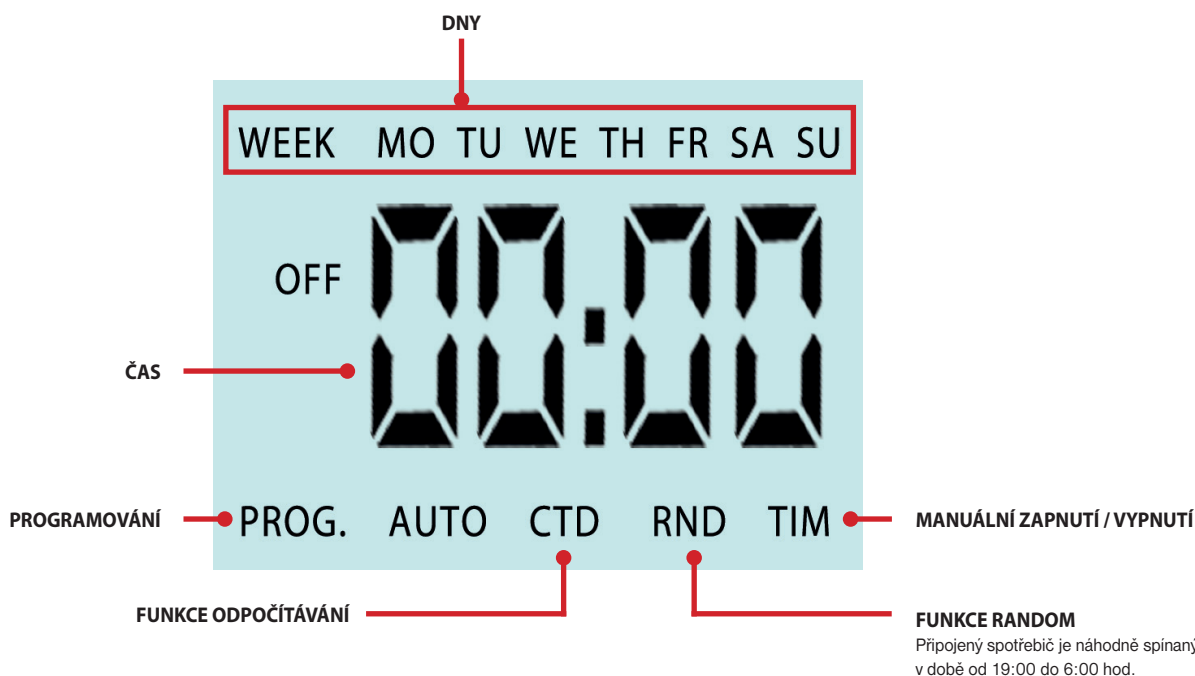 DNY
WEEK MO TU WE TH FR SA SU
OFF
00:00
ČAS
PROGRAMOVÁNÍ
PROG. AUTO CTD RND TIM
MANUÁLNÍ ZAPNUTÍ / VYPNUTÍ
FUNKCE ODPOČÍTÁVÁNÍ
FUNKCE RANDOM
Připojený spotřebič je náhodně spínaný
v době od 19:00 do 6:00 hod.